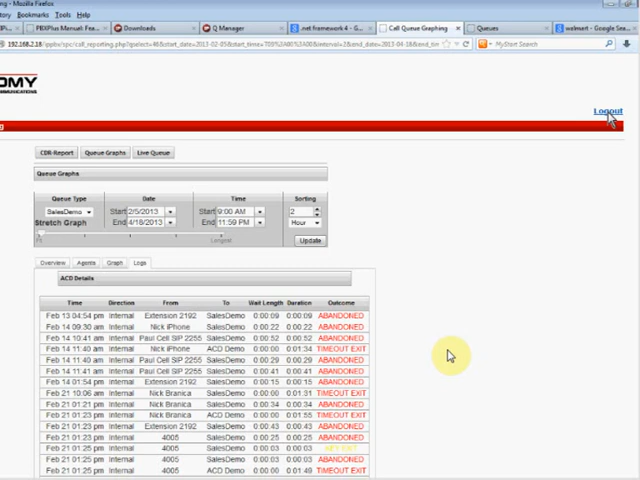 ng - Mozilla Firefox
story Bookmarks Tools Help
PBXPlus Manual: Fea... Downloads Q Manager .net framework 4 - G... Call Queue Graphing Queues walmart - Google Sear...
MyStart Search
OMY
COMMUNICATIONS
Logout
CDR-Report Queue Graphs Live Queue
Queue Graphs
Queue Type Date Time Sorting
SalesDemo Start 2/5/2013 Start 9:00 AM 2
Stretch Graph End 4/18/2013 End 11:59 PM Hour
Fit Largest Update
Overview Agents Graph Logs
ACD Details
Time Direction From To Wait Length Duration Outcome
Feb 13 04:54 pm Internal Extension 2192 SalesDemo 0:00:09 0:00:09 ABANDONED
Feb 14 09:30 am Internal Nick iPhone SalesDemo 0:00:22 0:00:22 ABANDONED
Feb 14 10:41 am Internal Paul Cell SIP 2255 SalesDemo 0:00:52 0:00:52 ABANDONED
Feb 14 11:40 am Internal Nick iPhone ACD Demo 0:00:00 0:01:34 TIMEOUT EXIT
Feb 14 11:40 am Internal Paul Cell SIP 2255 SalesDemo 0:00:29 0:00:29 ABANDONED
Feb 14 11:41 am Internal Paul Cell SIP 2255 SalesDemo 0:00:41 0:00:41 ABANDONED
Feb 14 01:54 pm Internal Extension 2192 SalesDemo 0:00:15 0:00:15 ABANDONED
Feb 21 10:06 am Internal Nick Branica SalesDemo 0:00:00 0:01:31 TIMEOUT EXIT
Feb 21 01:21 pm Internal Nick Branica SalesDemo 0:00:34 0:00:34 ABANDONED
Feb 21 01:23 pm Internal Nick Branica ACD Demo 0:00:00 0:01:55 TIMEOUT EXIT
Feb 21 01:23 pm Internal Extension 2192 SalesDemo 0:00:43 0:00:43 ABANDONED
Feb 21 01:24 pm Internal 4005 SalesDemo 0:00:25 0:00:25 ABANDONED
Feb 21 01:25 pm Internal 4005 SalesDemo 0:00:03 0:00:03
Feb 21 01:25 pm Internal 4005 SalesDemo 0:00:03 0:00:03 ABANDONED
Feb 21 01:25 pm Internal 4005 ACD Demo 0:00:00 0:01:49 TIMEOUT EXIT